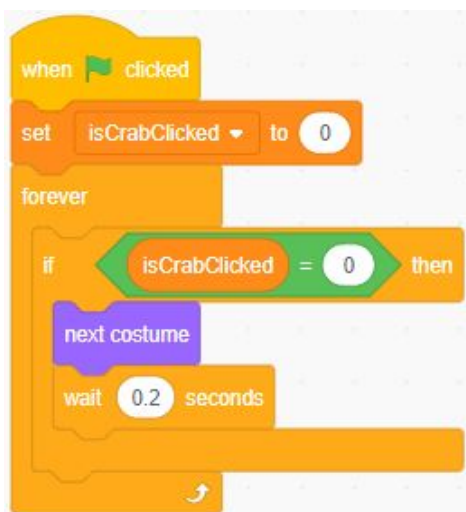 when clicked
set isCrabClicked to 0
forever
if isCrabClicked = 0 then
next costume
wait 0.2 seconds